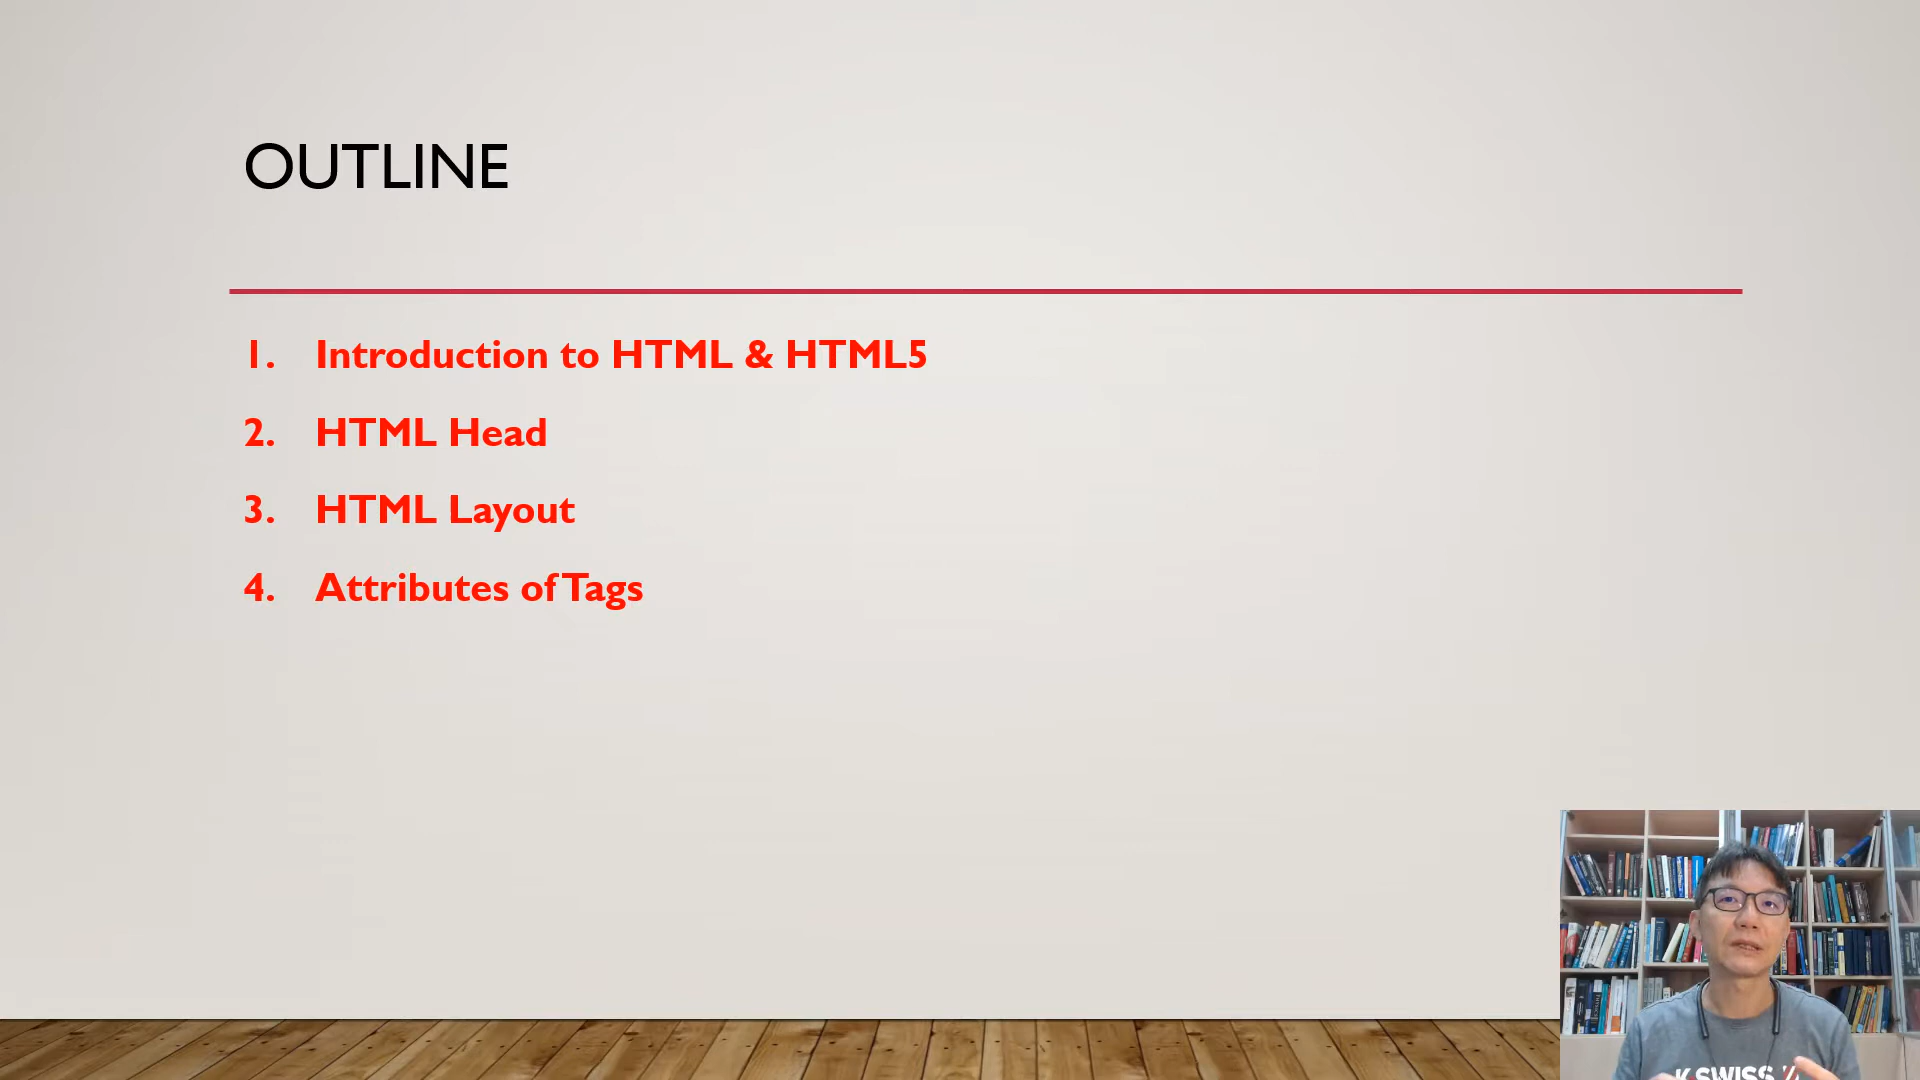 OUTLINE
1. Introduction to HTML & HTML5
2. HTML Head
3. HTML Layout
4. Attributes of Tags
K·SWISS